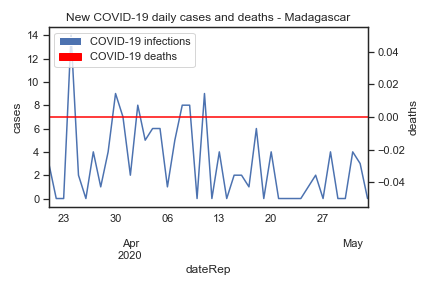 New COVID-19 daily cases and deaths - Madagascar
COVID-19 infections
COVID-19 deaths
14
12
10
8
6
4
2
0
cases
0.04
0.02
0.00
−0.02
−0.04
deaths
23 30 06 13 20 27
Apr May
2020
dateRep